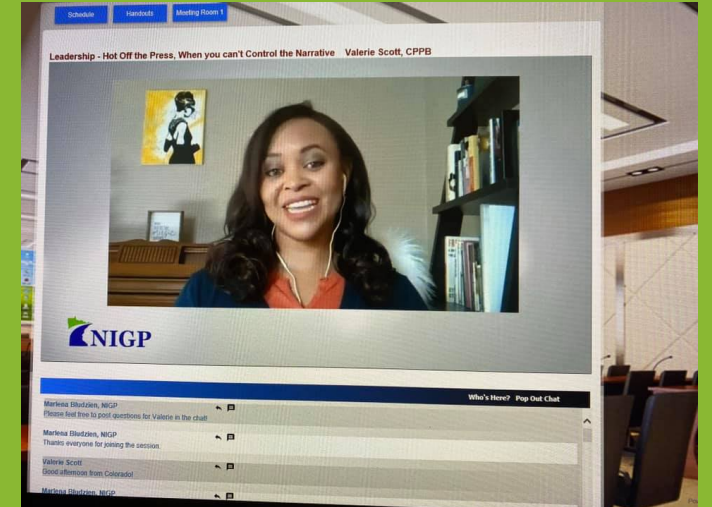 Schedule
Handouts
Meeting Room 1
Leadership - Hot Off the Press, When you can't Control the Narrative Valerie Scott, CPPB
NIGP
Who's Here? Pop Out Chat
Marlena Bludzien, NIGP
Please feel free to post questions for Valerie in the chat!
Marlena Bludzien, NIGP
Thanks everyone for joining the session.
Valerie Scott
Good afternoon from Colorado!
Marlena Bludzien, NIGP